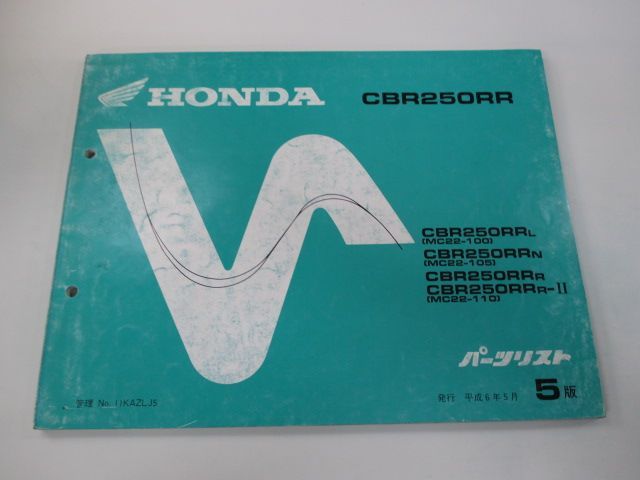 HONDA
CBR250RR
CBR250RRL
(MC22-100)
CBR250RRN
(MC22-105)
CBR250RRR
CBR250RRR-II
(MC22-110)
パーツリスト
管理 No. 11KAZLJ5
発行 平成6年5月 5版